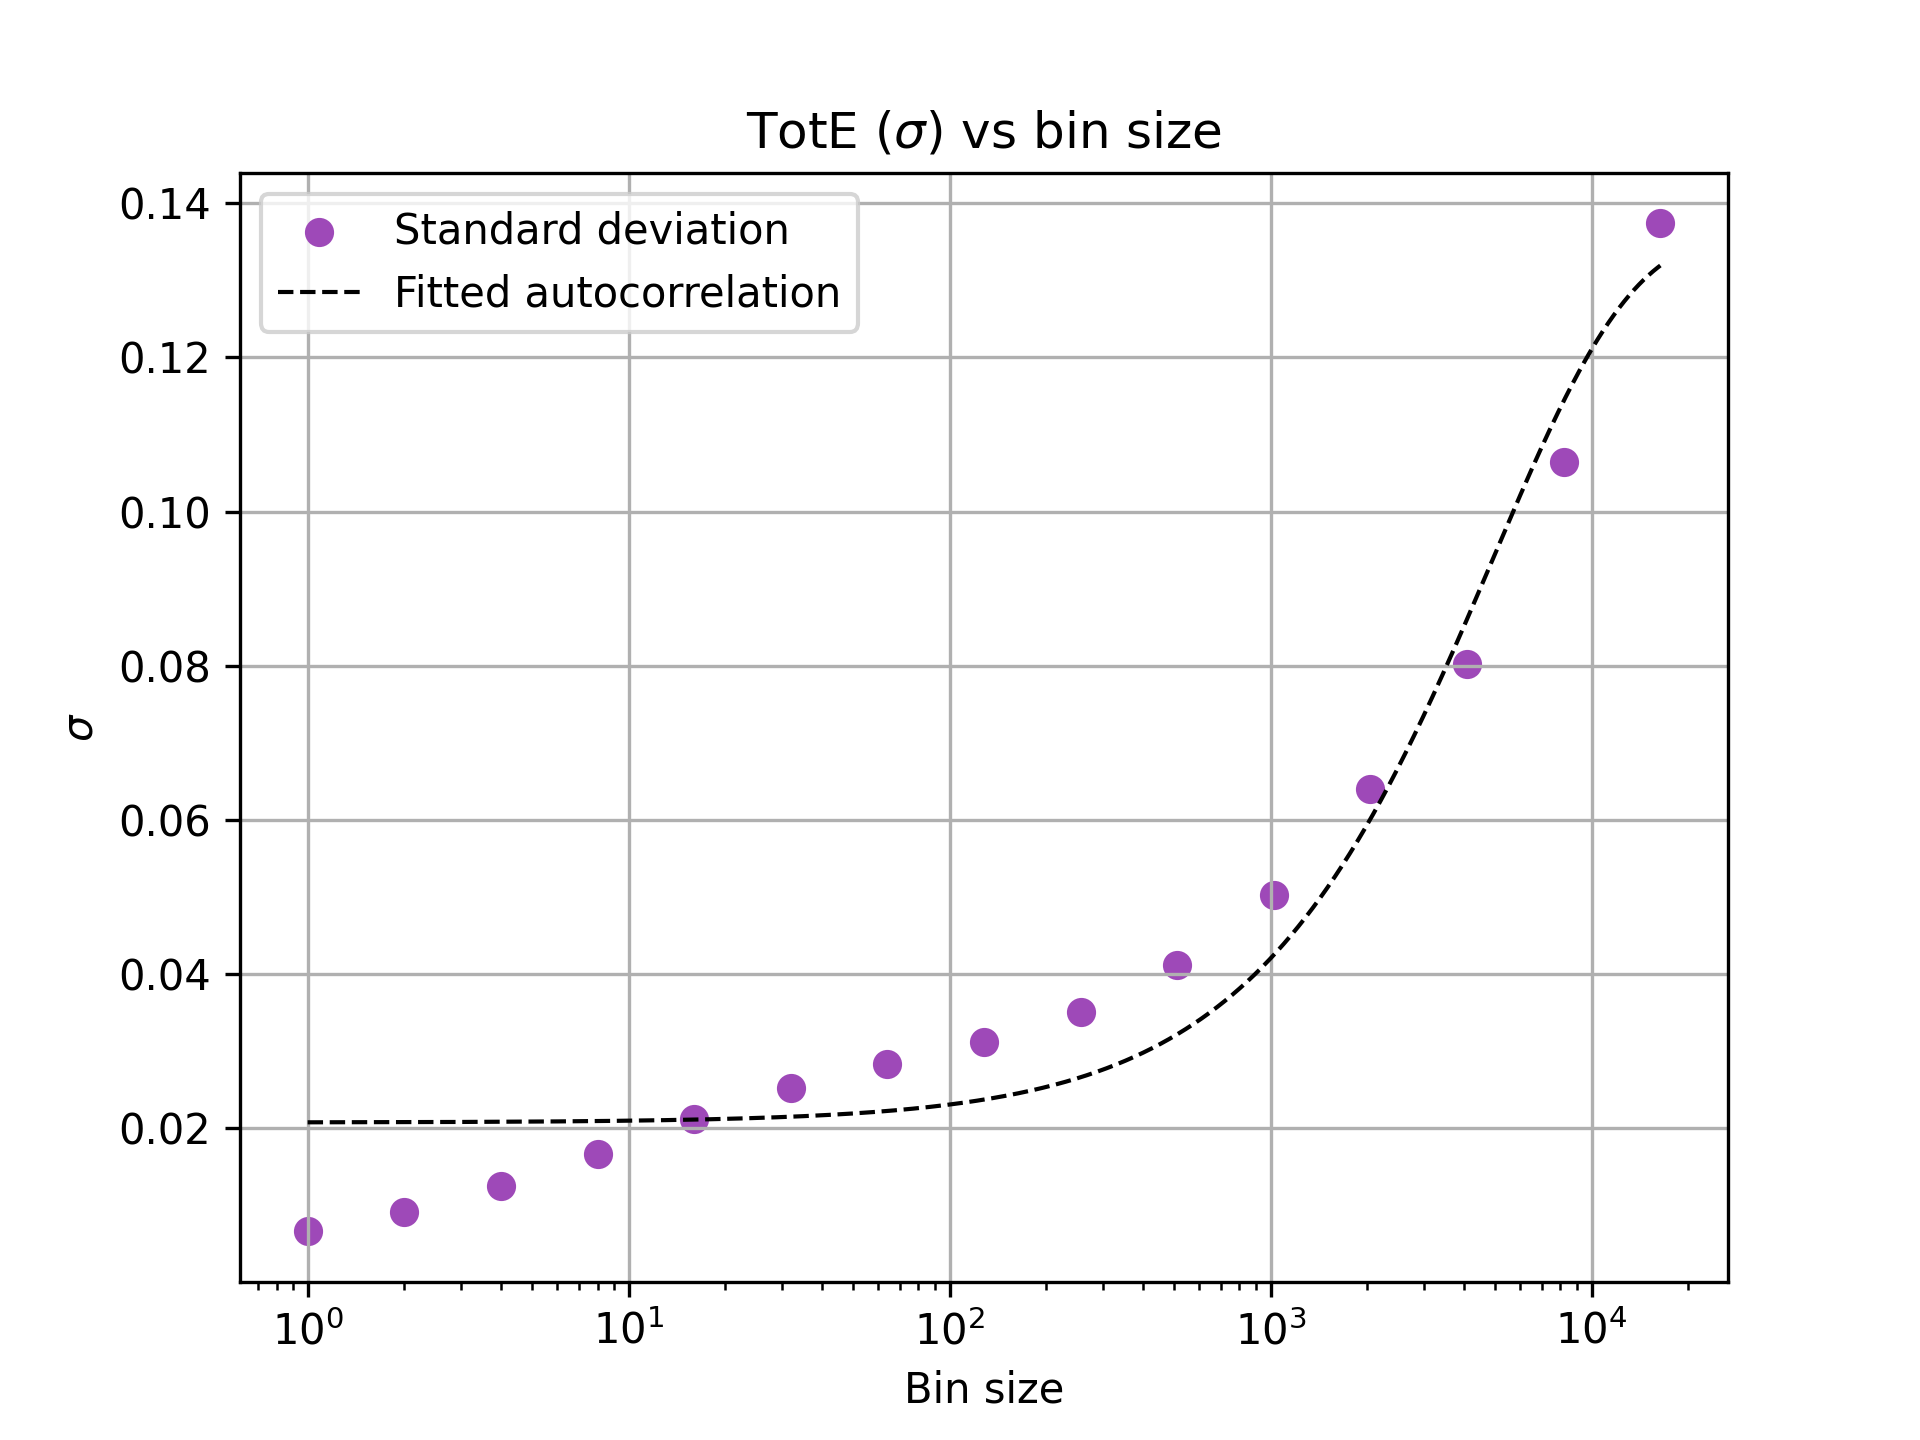 TotE (σ) vs bin size
Standard deviation
Fitted autocorrelation
0.14
0.12
0.10
0.08
0.06
0.04
0.02
σ
10⁰ 10¹ 10² 10³ 10⁴
Bin size